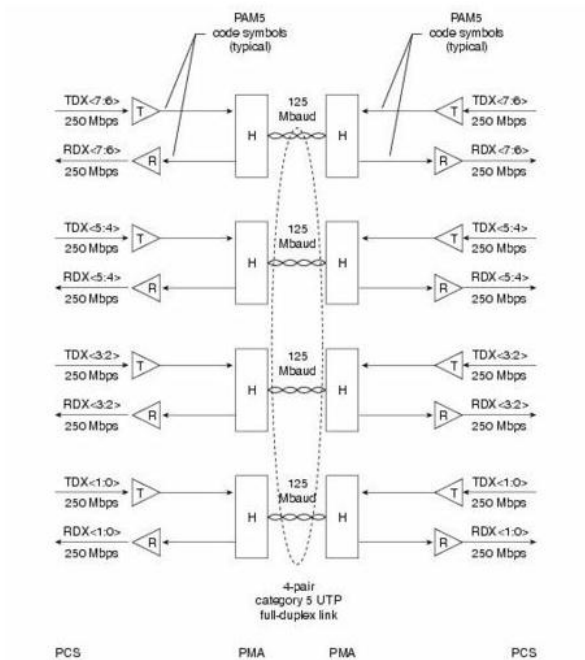 PAM5
code symbols
(typical)
PAM5
code symbols
(typical)
TDX<7:6>
250 Mbps
T
H
125
Mbaud
H
T
TDX<7:6>
250 Mbps
RDX<7:6>
250 Mbps
R
R
RDX<7:6>
250 Mbps
TDX<5:4>
250 Mbps
T
H
125
Mbaud
H
T
TDX<5:4>
250 Mbps
RDX<5:4>
250 Mbps
R
R
RDX<5:4>
250 Mbps
TDX<3:2>
250 Mbps
T
H
125
Mbaud
H
T
TDX<3:2>
250 Mbps
RDX<3:2>
250 Mbps
R
R
RDX<3:2>
250 Mbps
TDX<1:0>
250 Mbps
T
H
125
Mbaud
H
T
TDX<1:0>
250 Mbps
RDX<1:0>
250 Mbps
R
R
RDX<1:0>
250 Mbps
4-pair
category 5 UTP
full-duplex link
PCS PMA PMA PCS